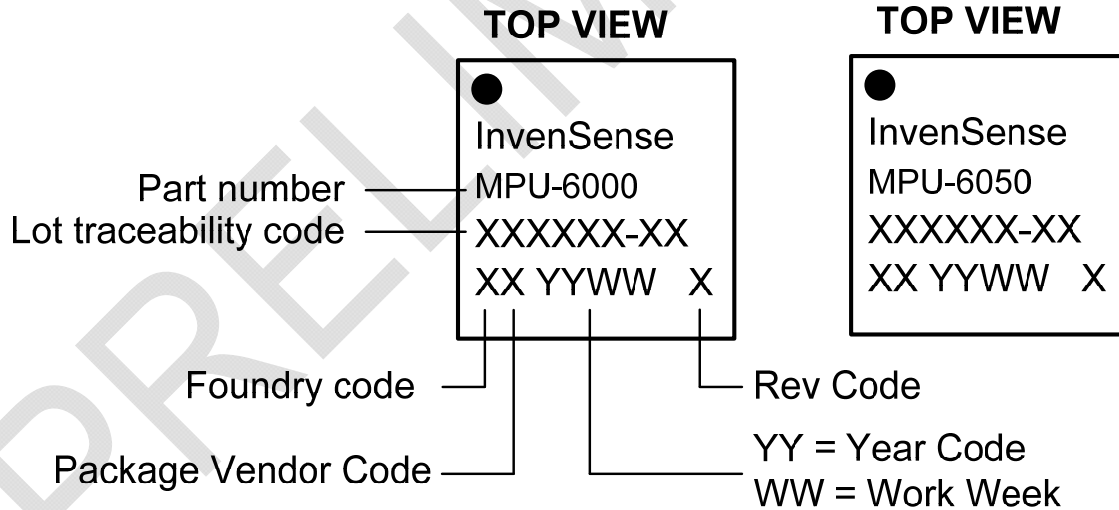 TOP VIEW
InvenSense
Part number
MPU-6000
Lot traceability code
XXXXXX-XX
XX YYWW X
Foundry code
Rev Code
Package Vendor Code
YY = Year Code
WW = Work Week
TOP VIEW
InvenSense
MPU-6050
XXXXXX-XX
XX YYWW X
PRELIM